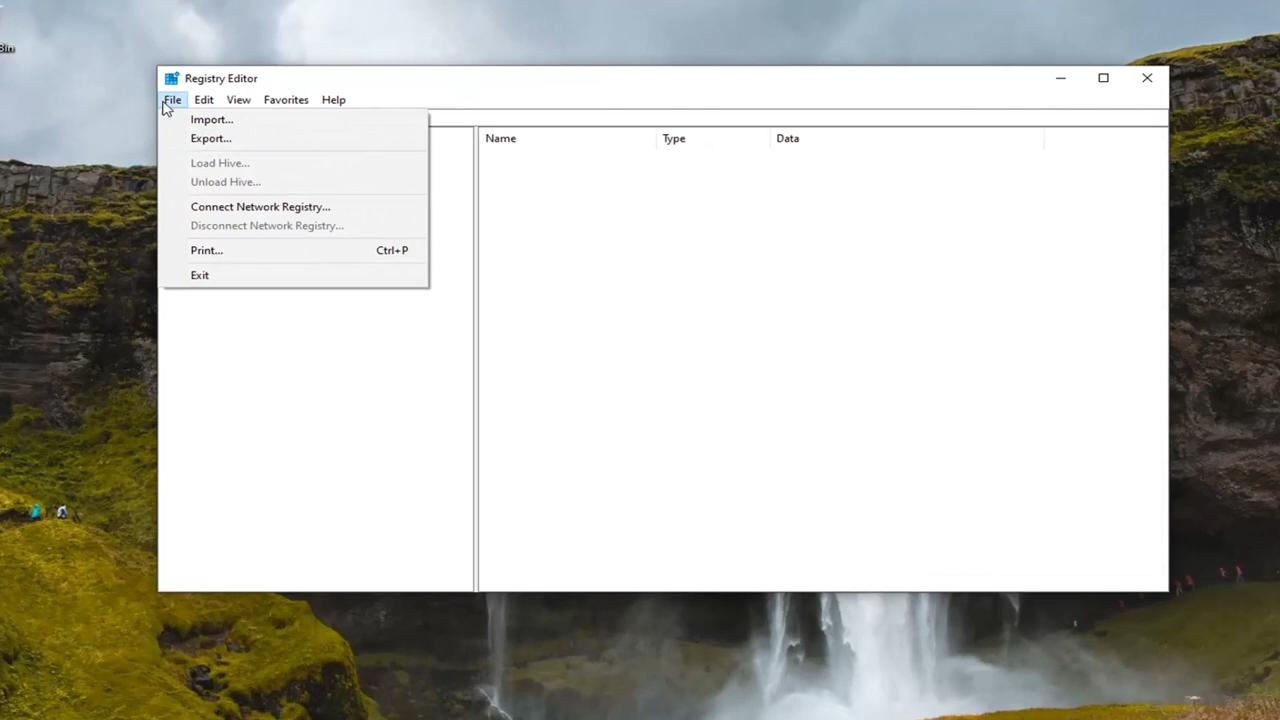 Bin
Registry Editor
File Edit View Favorites Help
Import...
Export...
Name Type Data
Load Hive...
Unload Hive...
Connect Network Registry...
Disconnect Network Registry...
Print... Ctrl+P
Exit